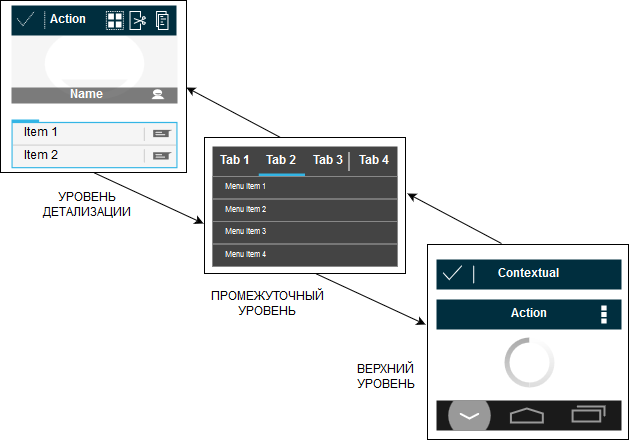 Action
Name
Item 1
Item 2
УРОВЕНЬ
ДЕТАЛИЗАЦИИ
Tab 1 Tab 2 Tab 3 Tab 4
Menu Item 1
Menu Item 2
Menu Item 3
Menu Item 4
ПРОМЕЖУТОЧНЫЙ
УРОВЕНЬ
Contextual
Action
ВЕРХНИЙ
УРОВЕНЬ